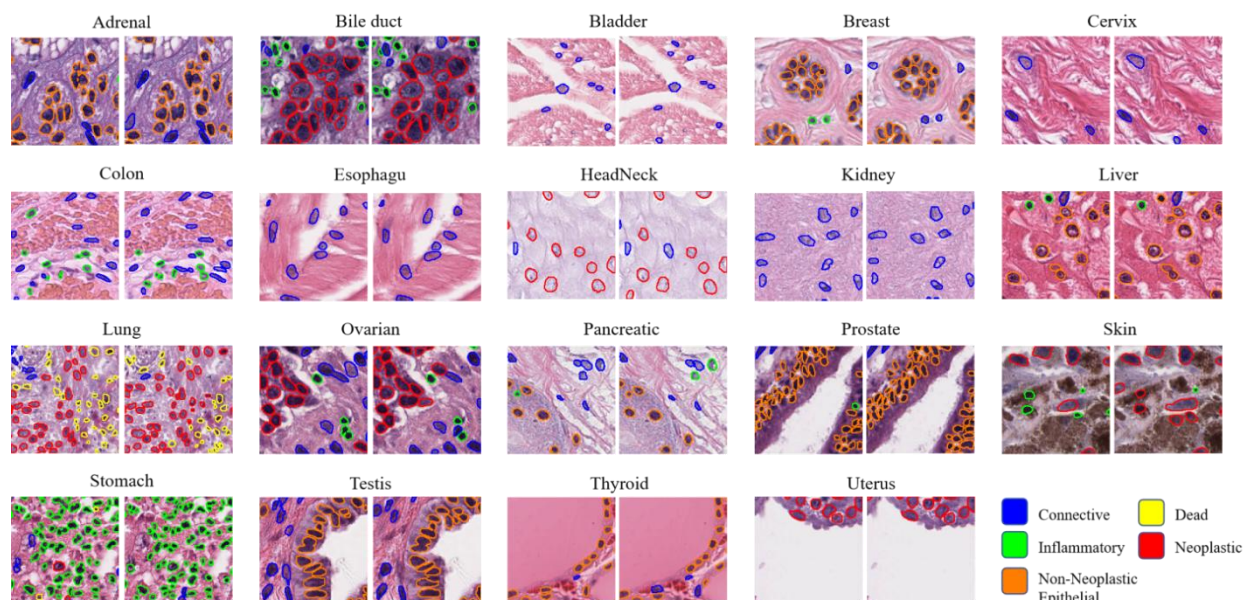 Adrenal Bile duct Bladder Breast Cervix
Colon Esophagu HeadNeck Kidney Liver
Lung Ovarian Pancreatic Prostate Skin
Stomach Testis Thyroid Uterus
Connective Dead
Inflammatory Neoplastic
Non-Neoplastic
Epithelial